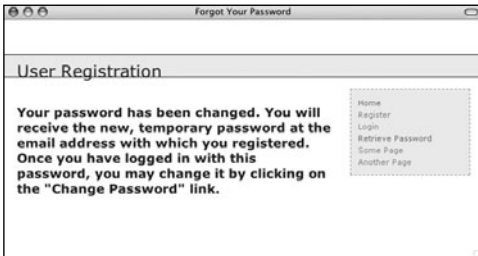 Forgot Your Password
User Registration
Your password has been changed. You will
receive the new, temporary password at the
email address with which you registered.
Once you have logged in with this
password, you may change it by clicking on
the "Change Password" link.
Home
Register
Login
Retrieve Password
Some Page
Another Page